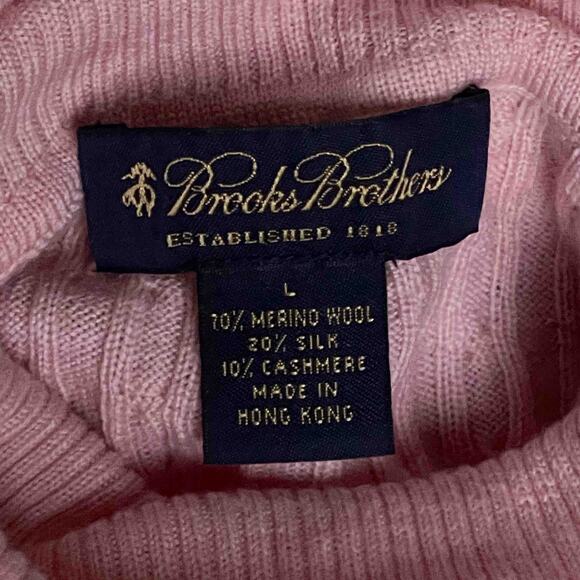 Brooks Brothers
ESTABLISHED 1818
L
70% MERINO WOOL
20% SILK
10% CASHMERE
MADE IN
HONG KONG